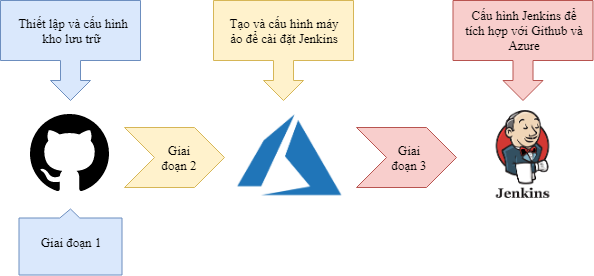 Thiết lập và cấu hình
kho lưu trữ
Tạo và cấu hình máy
ảo để cài đặt Jenkins
Cấu hình Jenkins để
tích hợp với Github và
Azure
Giai
đoạn 2
Giai
đoạn 3
Jenkins
Giai đoạn 1